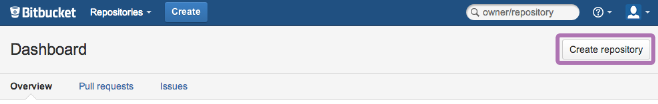 Bitbucket Repositories Create owner/repository
Dashboard Create repository
Overview Pull requests Issues